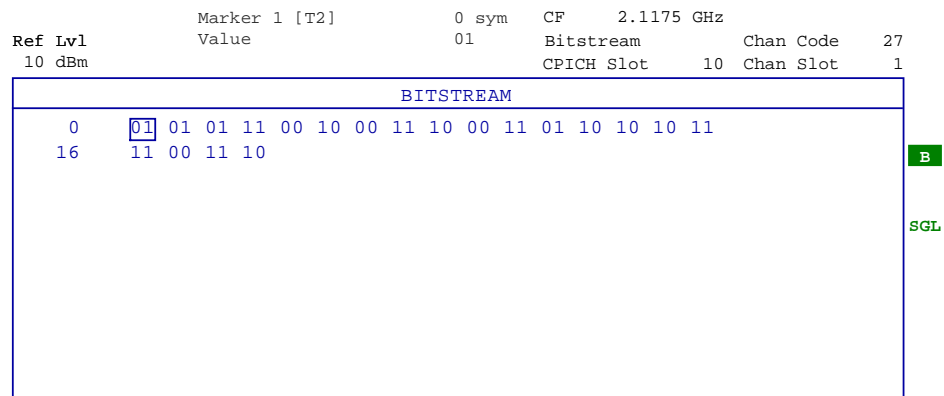 Marker 1 [T2] 0 sym CF 2.1175 GHz
Ref Lvl Value 01 Bitstream Chan Code 27
10 dBm CPICH Slot 10 Chan Slot 1
BITSTREAM
0 01 01 01 11 00 10 00 11 10 00 11 01 10 10 10 11
16 11 00 11 10
B
SGL